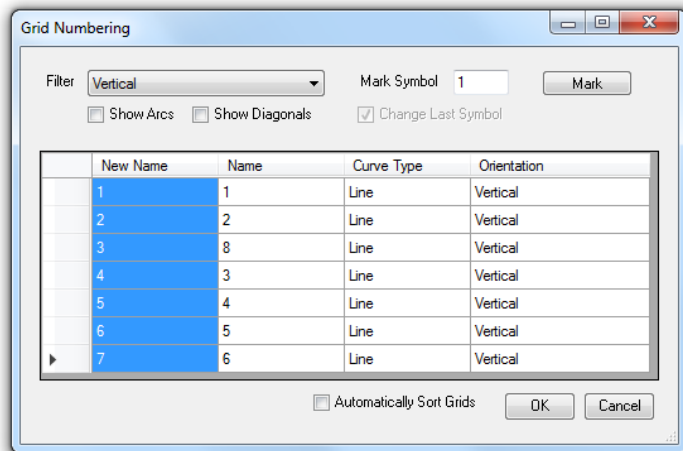 Grid Numbering
Filter Vertical Mark Symbol 1 Mark
Show Arcs Show Diagonals Change Last Symbol
New Name Name Curve Type Orientation
1 1 Line Vertical
2 2 Line Vertical
3 8 Line Vertical
4 3 Line Vertical
5 4 Line Vertical
6 5 Line Vertical
7 6 Line Vertical
Automatically Sort Grids OK Cancel